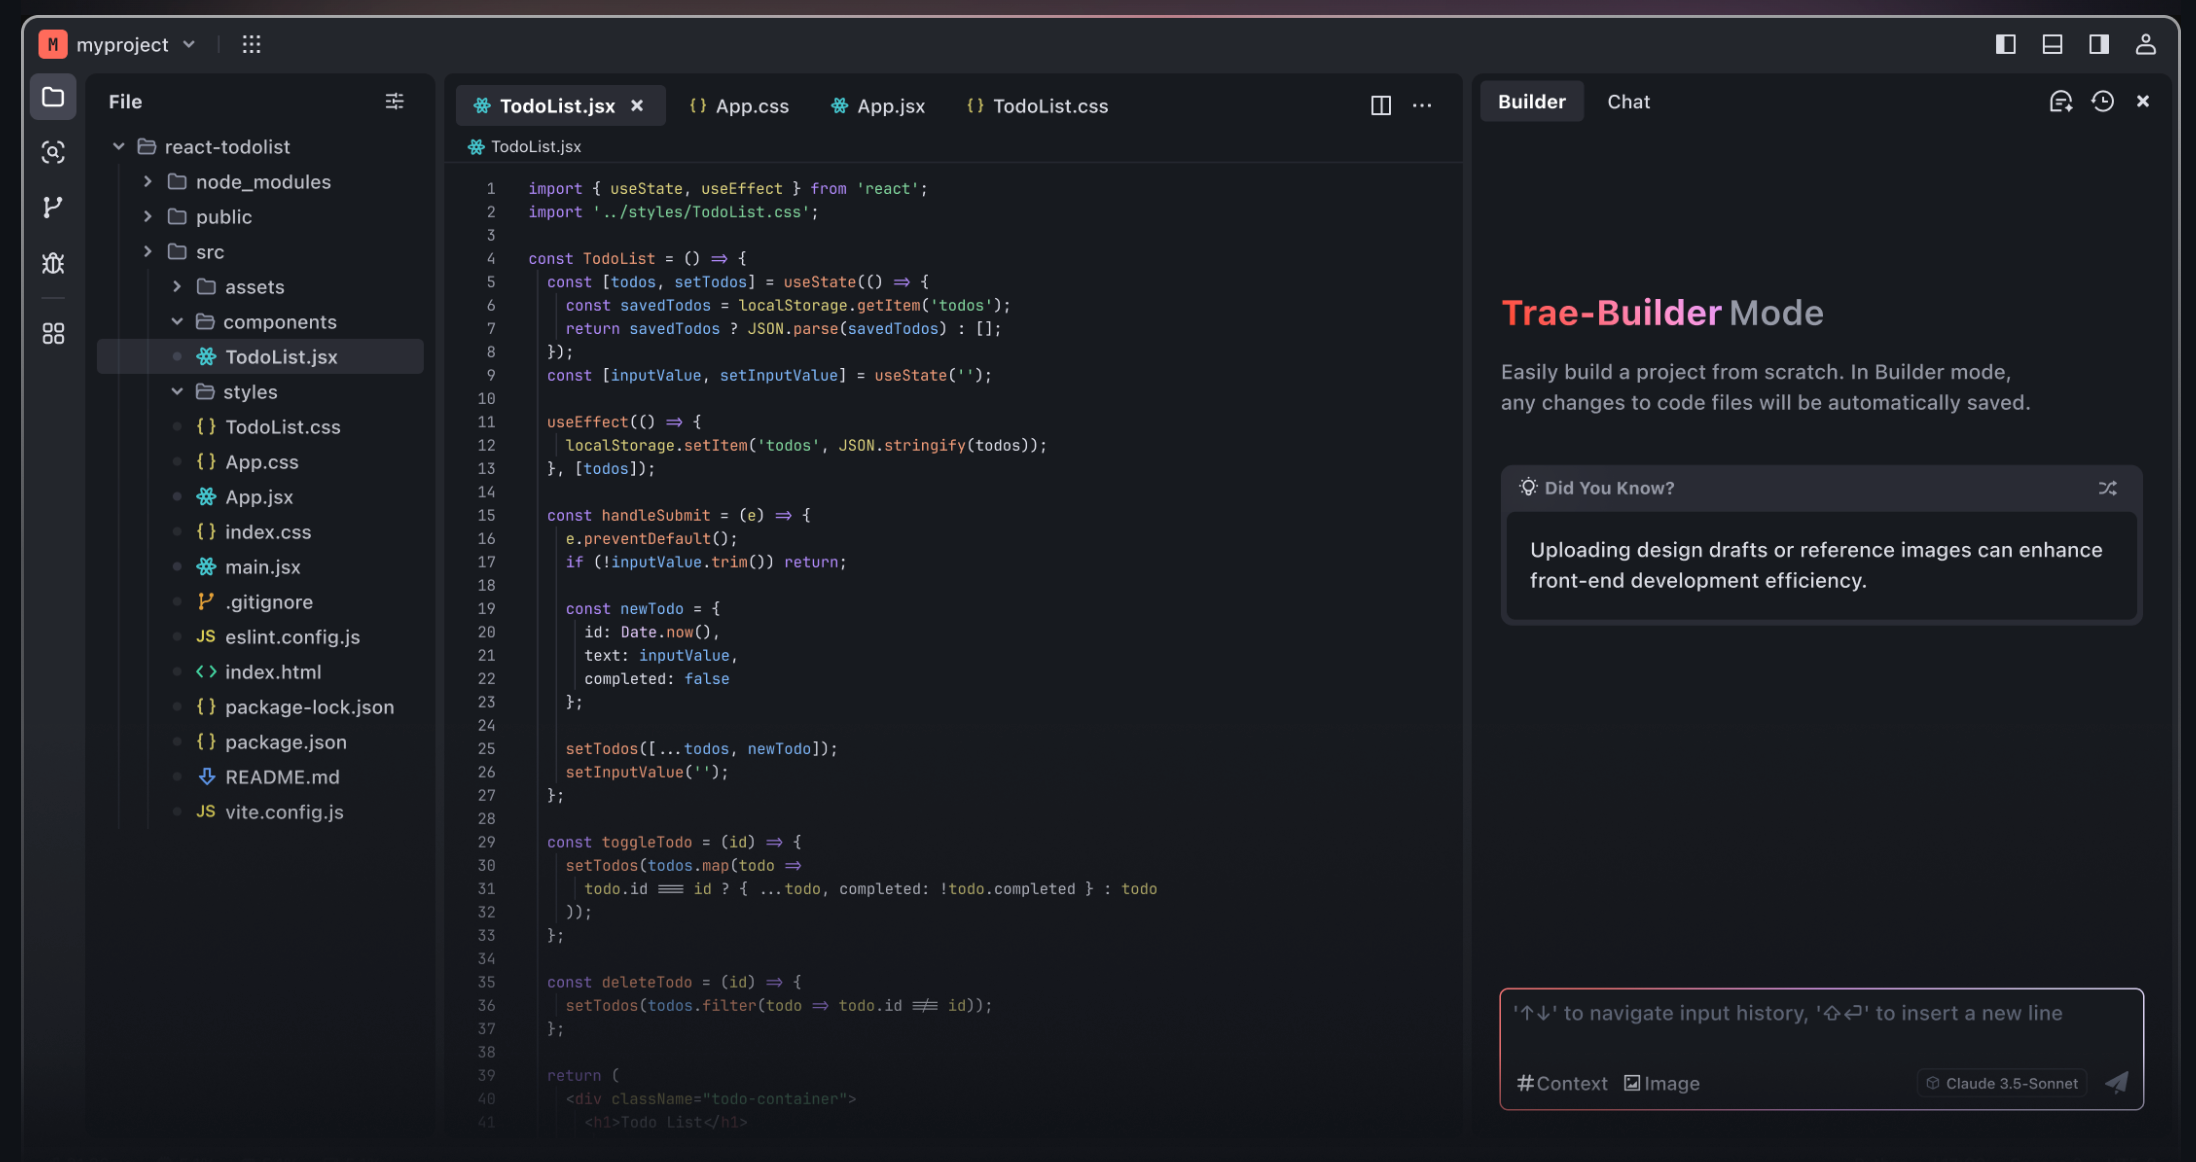 M myproject
File
react-todolist
node_modules
public
src
assets
components
TodoList.jsx
styles
TodoList.css
App.css
App.jsx
index.css
main.jsx
.gitignore
JS eslint.config.js
index.html
package-lock.json
package.json
README.md
JS vite.config.js
TodoList.jsx × {} App.css App.jsx {} TodoList.css
TodoList.jsx
1 import { useState, useEffect } from 'react';
2 import '../styles/TodoList.css';
3
4 const TodoList = () => {
5 const [todos, setTodos] = useState(() => {
6 const savedTodos = localStorage.getItem('todos');
7 return savedTodos ? JSON.parse(savedTodos) : [];
8 });
9 const [inputValue, setInputValue] = useState('');
10
11 useEffect(() => {
12 localStorage.setItem('todos', JSON.stringify(todos));
13 }, [todos]);
14
15 const handleSubmit = (e) => {
16 e.preventDefault();
17 if (!inputValue.trim()) return;
18
19 const newTodo = {
20 id: Date.now(),
21 text: inputValue,
22 completed: false
23 };
24
25 setTodos([...todos, newTodo]);
26 setInputValue('');
27 };
28
29 const toggleTodo = (id) => {
30 setTodos(todos.map(todo =>
31 todo.id === id ? { ...todo, completed: !todo.completed } : todo
32 ));
33 };
34
35 const deleteTodo = (id) => {
36 setTodos(todos.filter(todo => todo.id !== id));
37 };
38
39 return (
40 <div className="todo-container">
41 <h1>Todo List</h1>
Builder Chat
Trae-Builder Mode
Easily build a project from scratch. In Builder mode,
any changes to code files will be automatically saved.
Did You Know?
Uploading design drafts or reference images can enhance
front-end development efficiency.
'↑↓' to navigate input history, '⇧⏎' to insert a new line
#Context Image Claude 3.5-Sonnet